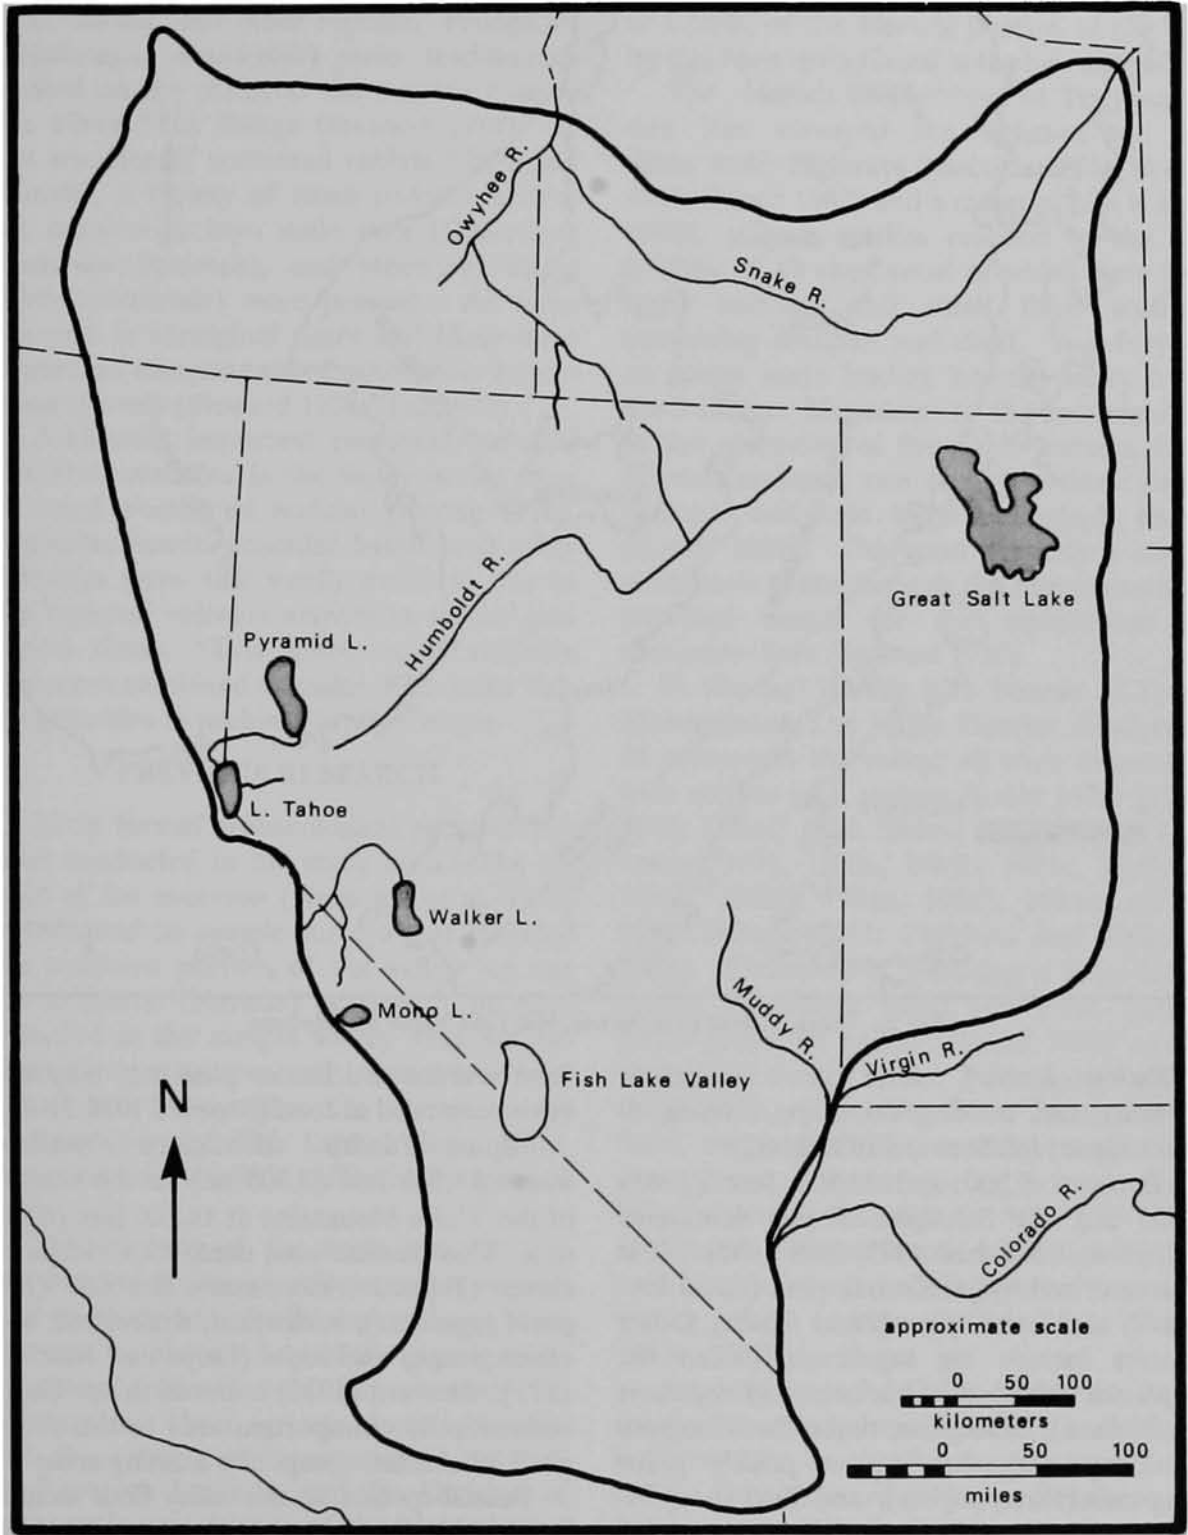 Owyhee R.
Snake R.
Great Salt Lake
Humboldt R.
Pyramid L.
L. Tahoe
Walker L.
Mono L.
Muddy R.
Virgin R.
Fish Lake Valley
N
Colorado R.
approximate scale
0 50 100
kilometers
0 50 100
miles